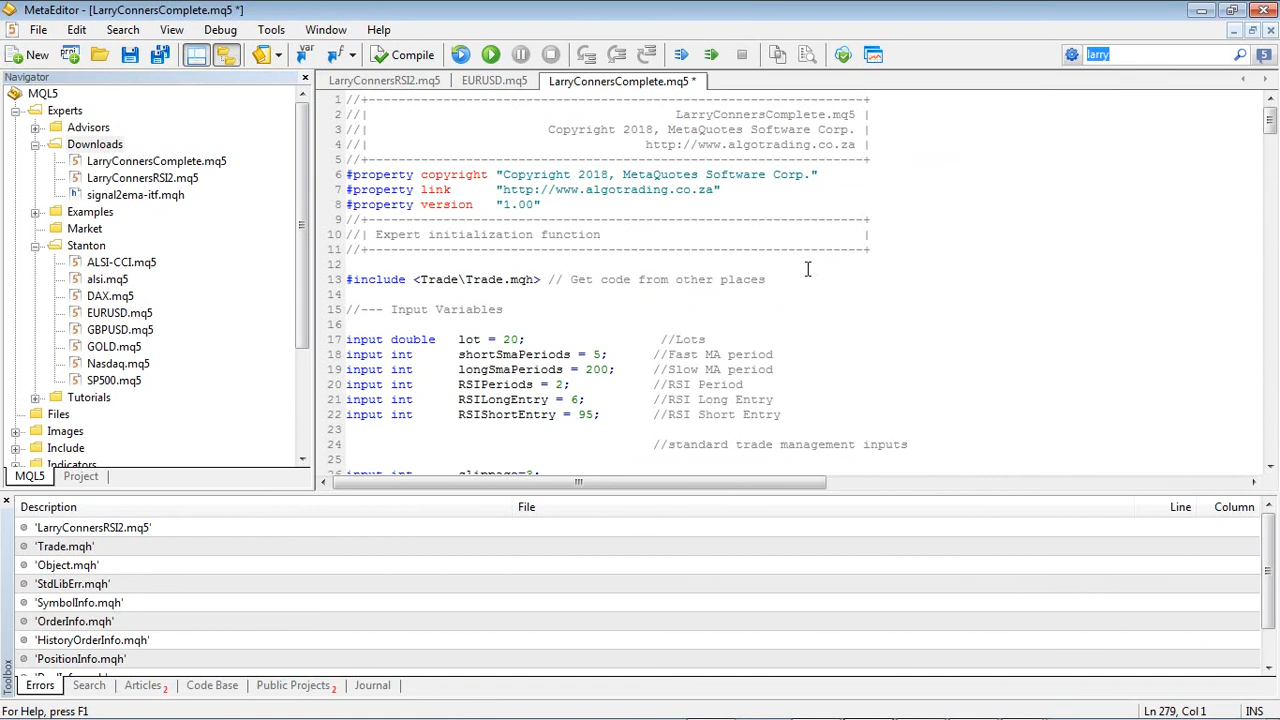 MetaEditor - [LarryConnersComplete.mq5 *]
File Edit Search View Debug Tools Window Help
New Compile larry 5
Navigator
MQL5
Experts
Advisors
Downloads
LarryConnersComplete.mq5
LarryConnersRSI2.mq5
signal2ema-itf.mqh
Examples
Market
Stanton
ALSI-CCI.mq5
alsi.mq5
DAX.mq5
EURUSD.mq5
GBPUSD.mq5
GOLD.mq5
Nasdaq.mq5
SP500.mq5
Tutorials
Files
Images
Include
Indicators
MQL5 Project
LarryConnersRSI2.mq5 EURUSD.mq5 LarryConnersComplete.mq5 *
1 //+------------------------------------------------------------------+
2 //| LarryConnersComplete.mq5 |
3 //| Copyright 2018, MetaQuotes Software Corp. |
4 //| http://www.algotrading.co.za |
5 //+------------------------------------------------------------------+
6 #property copyright "Copyright 2018, MetaQuotes Software Corp."
7 #property link "http://www.algotrading.co.za"
8 #property version "1.00"
9 //+------------------------------------------------------------------+
10 //| Expert initialization function |
11 //+------------------------------------------------------------------+
12
13 #include <Trade\Trade.mqh> // Get code from other places
14
15 //--- Input Variables
16
17 input double lot = 20; //Lots
18 input int shortSmaPeriods = 5; //Fast MA period
19 input int longSmaPeriods = 200; //Slow MA period
20 input int RSIPeriods = 2; //RSI Period
21 input int RSILongEntry = 6; //RSI Long Entry
22 input int RSIShortEntry = 95; //RSI Short Entry
23
24 //standard trade management inputs
25
26 input int slippage=3;
Description File Line Column
'LarryConnersRSI2.mq5'
'Trade.mqh'
'Object.mqh'
'StdLibErr.mqh'
'SymbolInfo.mqh'
'OrderInfo.mqh'
'HistoryOrderInfo.mqh'
'PositionInfo.mqh'
Toolbox
Errors Search Articles 2 Code Base Public Projects 2 Journal
For Help, press F1 Ln 279, Col 1 INS